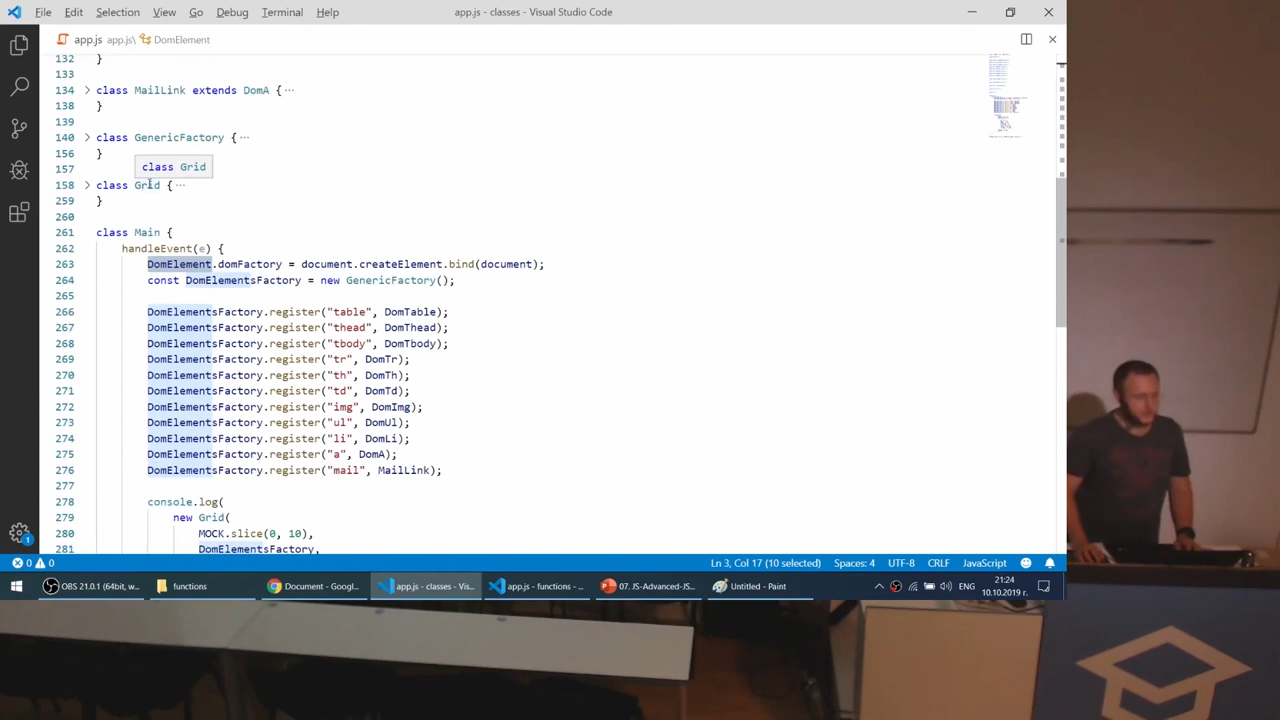 File Edit Selection View Go Debug Terminal Help
app.js - classes - Visual Studio Code
app.js app.js\ DomElement
132 }
133
134 class MailLink extends DomA { ...
138 }
139
140 class GenericFactory { ...
156 }
157
class Grid
158 class Grid { ...
259 }
260
261 class Main {
262 handleEvent(e) {
263 DomElement.domFactory = document.createElement.bind(document);
264 const DomElementsFactory = new GenericFactory();
265
266 DomElementsFactory.register("table", DomTable);
267 DomElementsFactory.register("thead", DomThead);
268 DomElementsFactory.register("tbody", DomTbody);
269 DomElementsFactory.register("tr", DomTr);
270 DomElementsFactory.register("th", DomTh);
271 DomElementsFactory.register("td", DomTd);
272 DomElementsFactory.register("img", DomImg);
273 DomElementsFactory.register("ul", DomUl);
274 DomElementsFactory.register("li", DomLi);
275 DomElementsFactory.register("a", DomA);
276 DomElementsFactory.register("mail", MailLink);
277
278 console.log(
279 new Grid(
280 MOCK.slice(0, 10),
281 DomElementsFactory,
0 0 Ln 3, Col 17 (10 selected) Spaces: 4 UTF-8 CRLF JavaScript
1
OBS 21.0.1 (64bit, w... functions Document - Googl... app.js - classes - Vis... app.js - functions - ... 07. JS-Advanced-JS... Untitled - Paint ENG 21:24
10.10.2019 г.